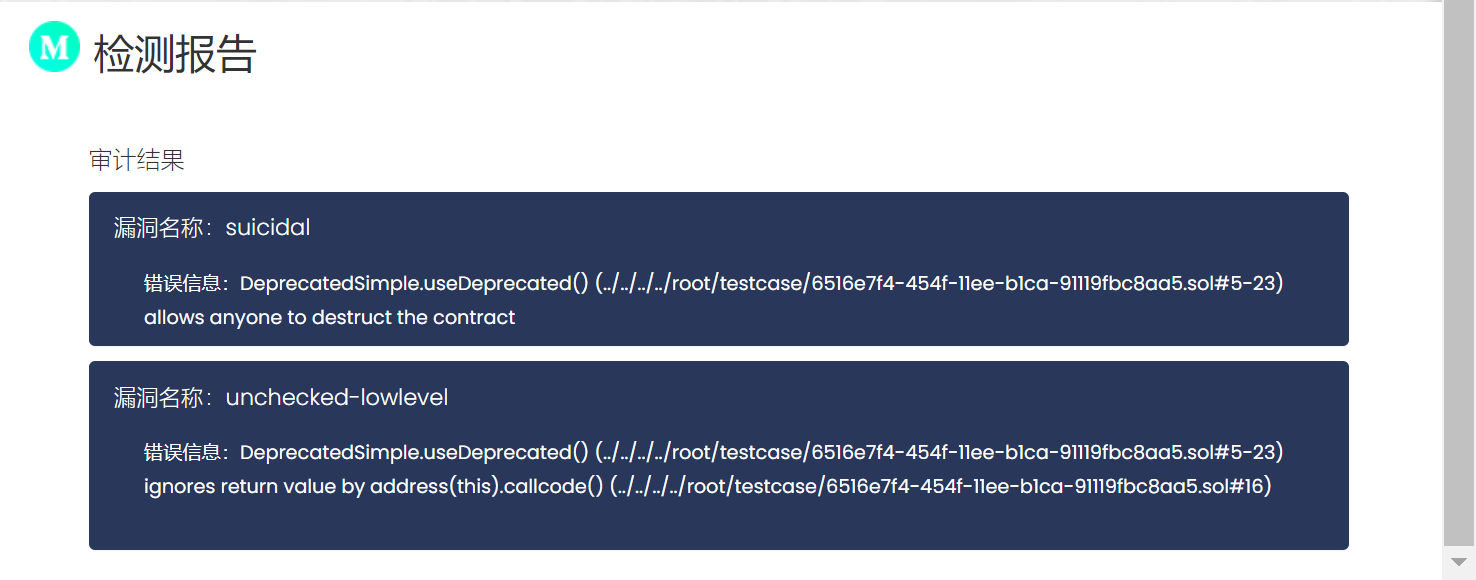 M 检测报告
审计结果
漏洞名称：suicidal
错误信息：DeprecatedSimple.useDeprecated() (../../../../root/testcase/6516e7f4-454f-11ee-b1ca-91119fbc8aa5.sol#5-23)
allows anyone to destruct the contract
漏洞名称：unchecked-lowlevel
错误信息：DeprecatedSimple.useDeprecated() (../../../../root/testcase/6516e7f4-454f-11ee-b1ca-91119fbc8aa5.sol#5-23)
ignores return value by address(this).callcode() (../../../../root/testcase/6516e7f4-454f-11ee-b1ca-91119fbc8aa5.sol#16)